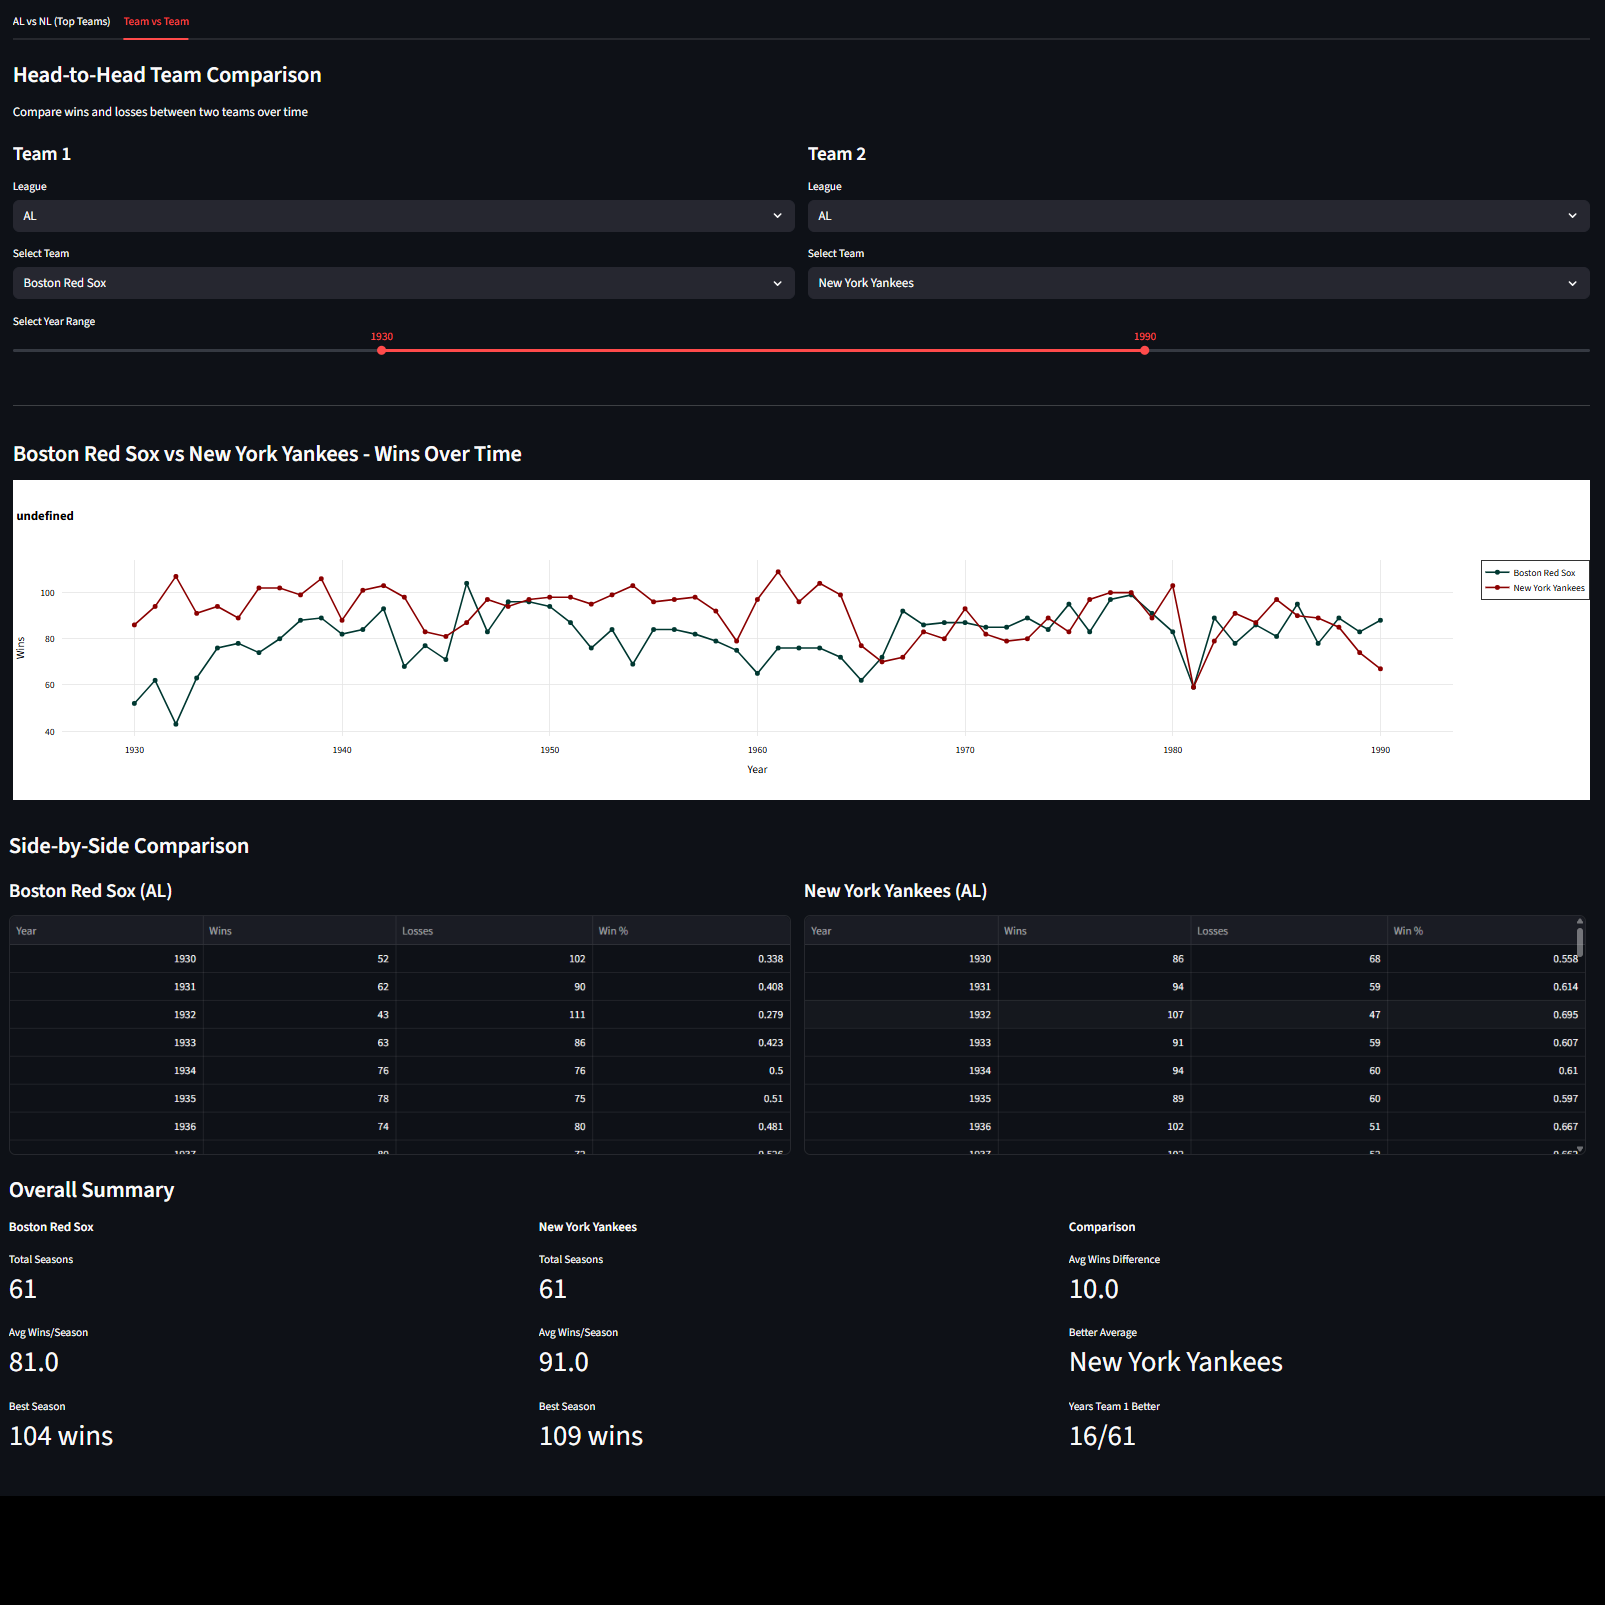 AL vs NL (Top Teams) Team vs Team
Head-to-Head Team Comparison
Compare wins and losses between two teams over time
Team 1 Team 2
League League
AL AL
Select Team Select Team
Boston Red Sox New York Yankees
Select Year Range
1930 1990
Boston Red Sox vs New York Yankees - Wins Over Time
undefined
Boston Red Sox
New York Yankees
100
80
60
40
Wins
1930 1940 1950 1960 1970 1980 1990
Year
Side-by-Side Comparison
Boston Red Sox (AL) New York Yankees (AL)
Year Wins Losses Win % Year Wins Losses Win %
1930 52 102 0.338 1930 86 68 0.558
1931 62 90 0.408 1931 94 59 0.614
1932 43 111 0.279 1932 107 47 0.695
1933 63 86 0.423 1933 91 59 0.607
1934 76 76 0.5 1934 94 60 0.61
1935 78 75 0.51 1935 89 60 0.597
1936 74 80 0.481 1936 102 51 0.667
1937 80 72 0.526 1937 102 52 0.662
Overall Summary
Boston Red Sox New York Yankees Comparison
Total Seasons Total Seasons Avg Wins Difference
61 61 10.0
Avg Wins/Season Avg Wins/Season Better Average
81.0 91.0 New York Yankees
Best Season Best Season Years Team 1 Better
104 wins 109 wins 16/61